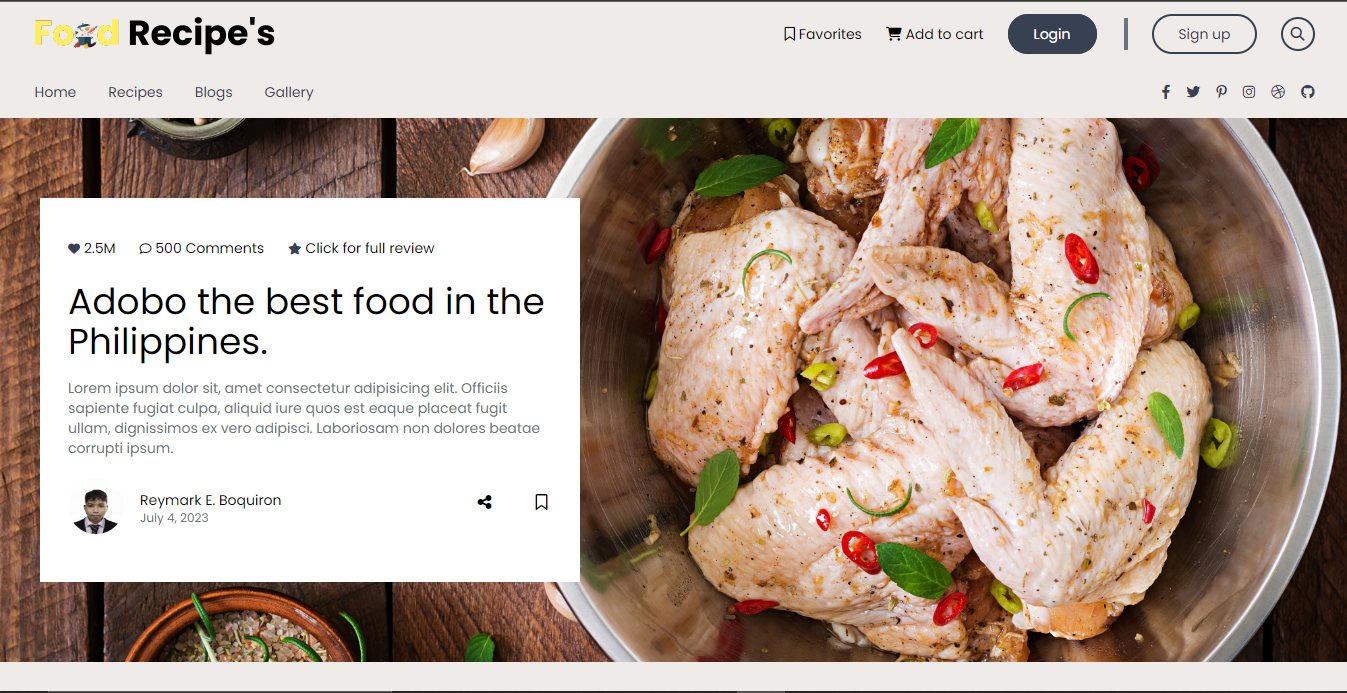 Food Recipe's
Favorites
Add to cart
Login
Sign up
Home
Recipes
Blogs
Gallery
2.5M
500 Comments
Click for full review
Adobo the best food in the
Philippines.
Lorem ipsum dolor sit, amet consectetur adipisicing elit. Officiis
sapiente fugiat culpa, aliquid iure quos est eaque placeat fugit
ullam, dignissimos ex vero adipisci. Laboriosam non dolores beatae
corrupti ipsum.
Reymark E. Boquiron
July 4, 2023